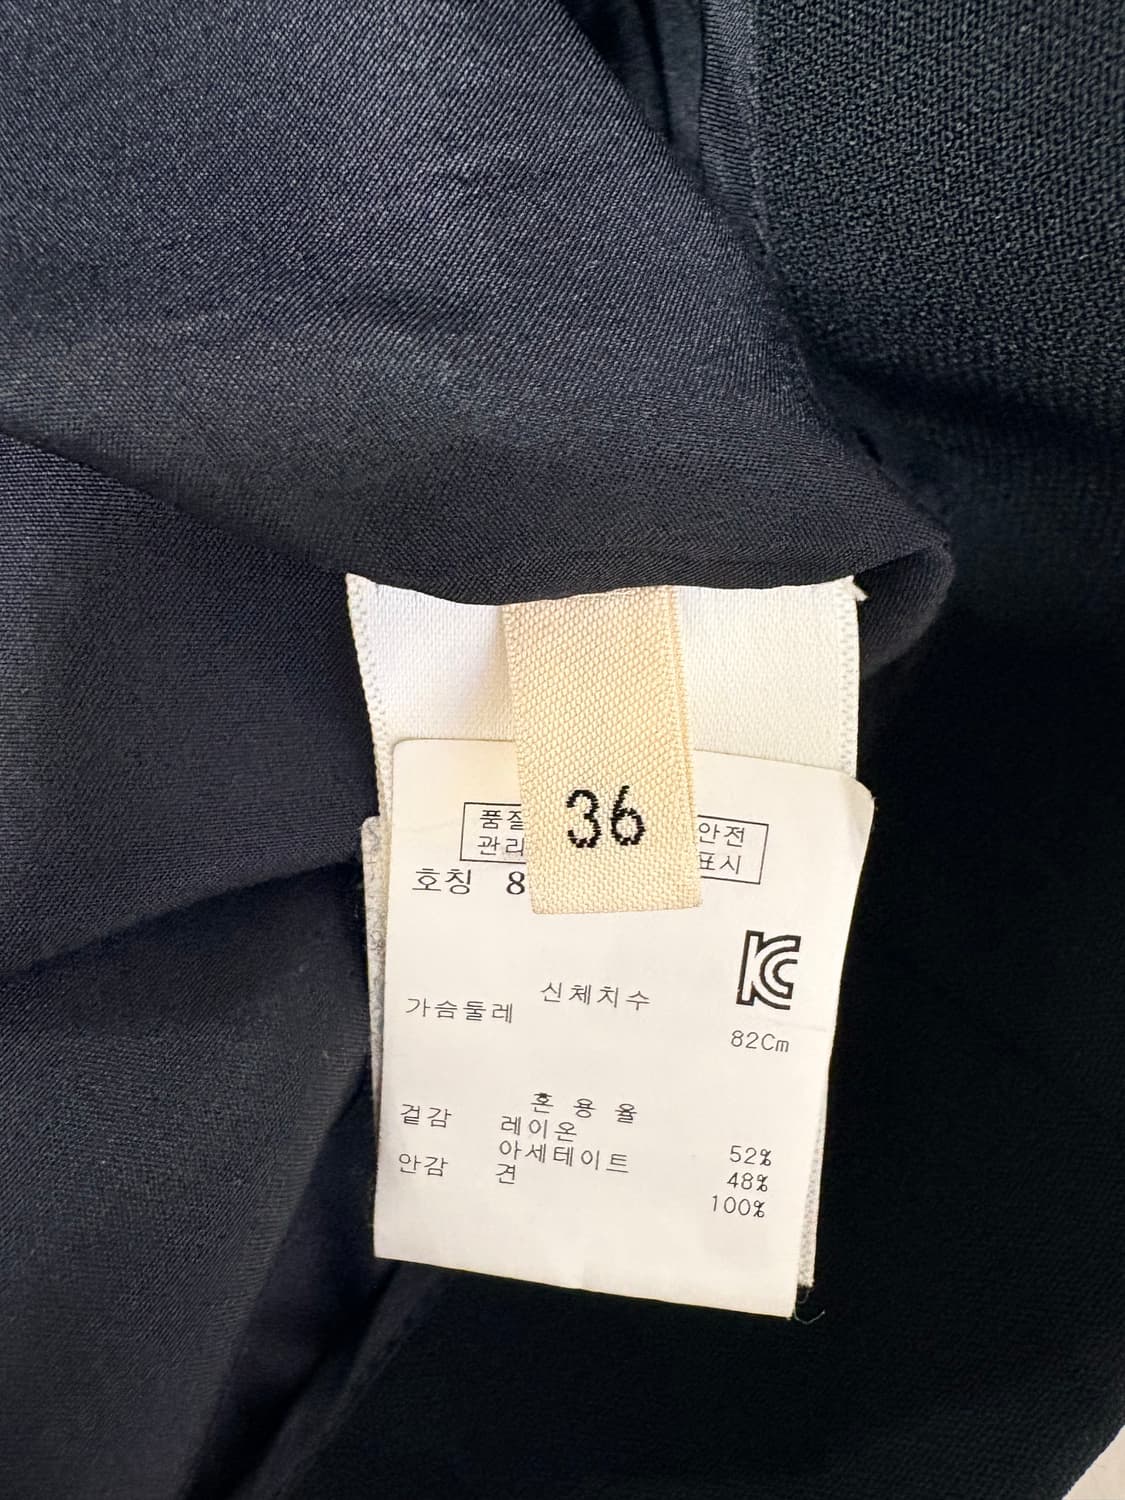 36
품질 안전
관리 표시
호칭 8
KC
신체치수
가슴둘레 82Cm
혼 용 율
겉감 레이온 52%
아세테이트 48%
안감 견 100%